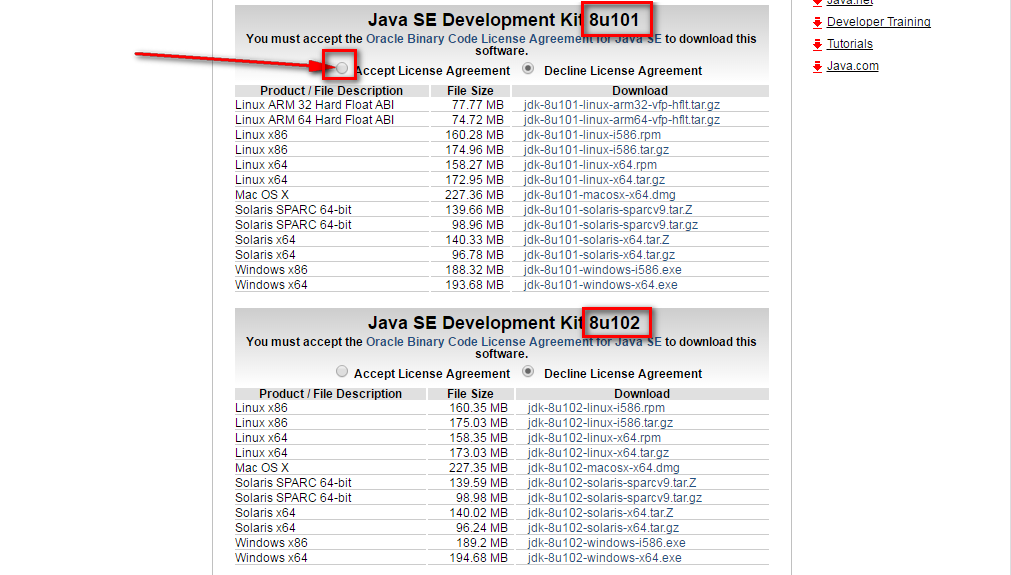 Java.net
Developer Training
Tutorials
Java.com
Java SE Development Kit 8u101
You must accept the Oracle Binary Code License Agreement for Java SE to download this
software.
Accept License Agreement Decline License Agreement
Product / File Description File Size Download
Linux ARM 32 Hard Float ABI 77.77 MB jdk-8u101-linux-arm32-vfp-hflt.tar.gz
Linux ARM 64 Hard Float ABI 74.72 MB jdk-8u101-linux-arm64-vfp-hflt.tar.gz
Linux x86 160.28 MB jdk-8u101-linux-i586.rpm
Linux x86 174.96 MB jdk-8u101-linux-i586.tar.gz
Linux x64 158.27 MB jdk-8u101-linux-x64.rpm
Linux x64 172.95 MB jdk-8u101-linux-x64.tar.gz
Mac OS X 227.36 MB jdk-8u101-macosx-x64.dmg
Solaris SPARC 64-bit 139.66 MB jdk-8u101-solaris-sparcv9.tar.Z
Solaris SPARC 64-bit 98.96 MB jdk-8u101-solaris-sparcv9.tar.gz
Solaris x64 140.33 MB jdk-8u101-solaris-x64.tar.Z
Solaris x64 96.78 MB jdk-8u101-solaris-x64.tar.gz
Windows x86 188.32 MB jdk-8u101-windows-i586.exe
Windows x64 193.68 MB jdk-8u101-windows-x64.exe
Java SE Development Kit 8u102
You must accept the Oracle Binary Code License Agreement for Java SE to download this
software.
Accept License Agreement Decline License Agreement
Product / File Description File Size Download
Linux x86 160.35 MB jdk-8u102-linux-i586.rpm
Linux x86 175.03 MB jdk-8u102-linux-i586.tar.gz
Linux x64 158.35 MB jdk-8u102-linux-x64.rpm
Linux x64 173.03 MB jdk-8u102-linux-x64.tar.gz
Mac OS X 227.35 MB jdk-8u102-macosx-x64.dmg
Solaris SPARC 64-bit 139.59 MB jdk-8u102-solaris-sparcv9.tar.Z
Solaris SPARC 64-bit 98.98 MB jdk-8u102-solaris-sparcv9.tar.gz
Solaris x64 140.02 MB jdk-8u102-solaris-x64.tar.Z
Solaris x64 96.24 MB jdk-8u102-solaris-x64.tar.gz
Windows x86 189.2 MB jdk-8u102-windows-i586.exe
Windows x64 194.68 MB jdk-8u102-windows-x64.exe